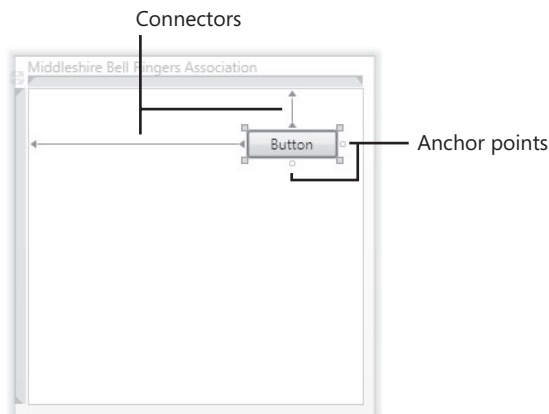 Connectors
Middleshire Bell Ringers Association
Button
Anchor points